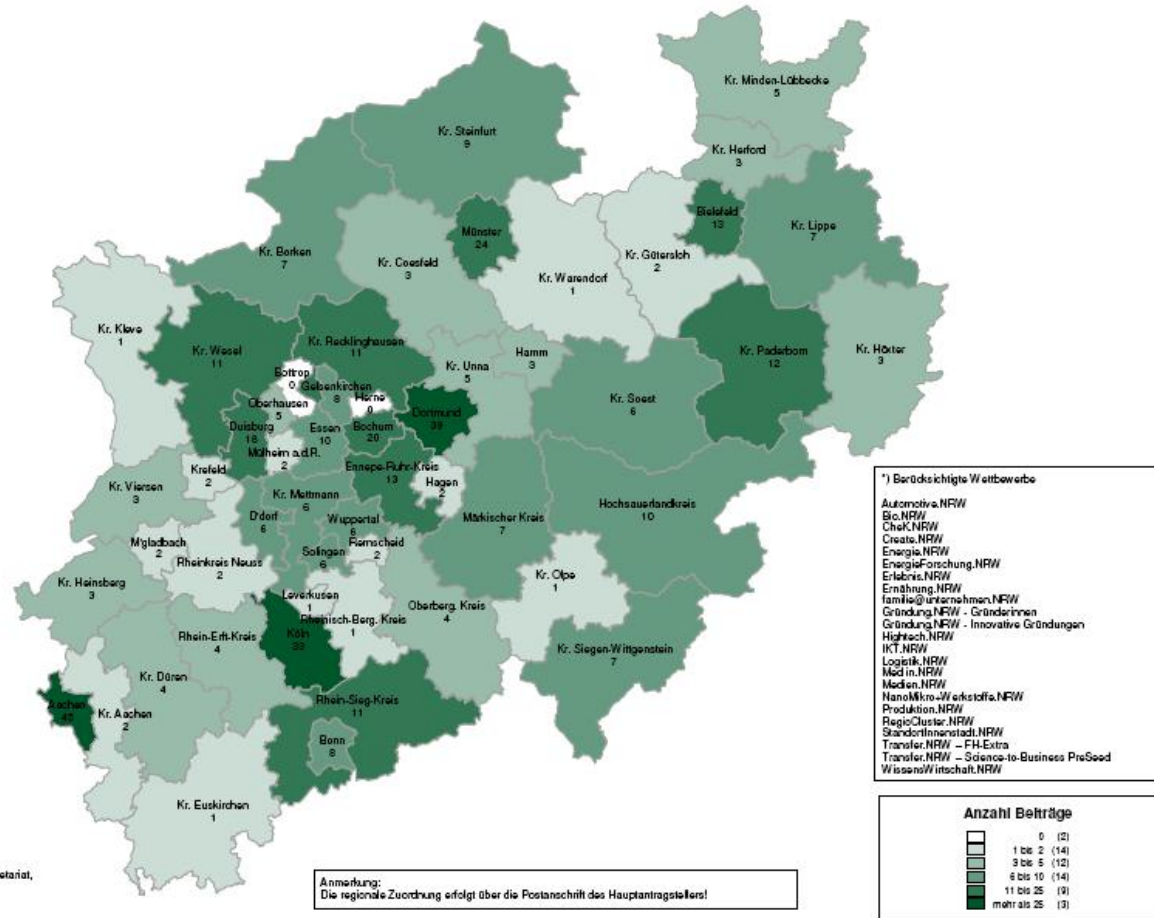 Kr. Minden-Lübbecke
5
Kr. Steinfurt
9
Kr. Herford
3
Bielefeld
13
Kr. Lippe
7
Münster
24
Kr. Borken
7
Kr. Coesfeld
3
Kr. Gütersloh
2
Kr. Warendorf
1
Kr. Kleve
1
Kr. Wesel
11
Kr. Recklinghausen
11
Kr. Unna
5
Hamm
3
Kr. Paderborn
12
Kr. Höxter
3
Bottrop
0
Gelsenkirchen
8
Herne
0
Oberhausen
5
Dortmund
39
Kr. Soest
6
Duisburg
18
Essen
10
Bochum
20
Mülheim a.d.R.
2
Ennepe-Ruhr-Kreis
13
Hagen
2
Krefeld
2
Kr. Viersen
3
Kr. Mettmann
6
Märkischer Kreis
7
Hochsauerlandkreis
10
D'dorf
6
Wuppertal
6
M'gladbach
2
Rheinkreis Neuss
2
Solingen
6
Remscheid
2
Kr. Heinsberg
3
Kr. Olpe
1
Leverkusen
1
Rheinisch-Berg. Kreis
1
Oberberg. Kreis
4
Rhein-Erft-Kreis
4
Köln
Kr. Siegen-Wittgenstein
7
Kr. Düren
4
Aachen
Kr. Aachen
2
Rhein-Sieg-Kreis
11
Bonn
8
Kr. Euskirchen
1
*) Berücksichtigte Wettbewerbe
Automotive.NRW
Bio.NRW
CheK.NRW
Create.NRW
Energie.NRW
EnergieForschung.NRW
Erlebnis.NRW
Ernährung.NRW
familie@unternehmen.NRW
Gründung.NRW - Gründerinnen
Gründung.NRW - Innovative Gründungen
Hightech.NRW
IKT.NRW
Logistik.NRW
Med in.NRW
Medien.NRW
NanoMikro+Werkstoffe.NRW
Produktion.NRW
RegioCluster.NRW
StandortInnenstadt.NRW
Transfer.NRW – FH-Extra
Transfer.NRW – Science-to-Business PreSeed
WissensWirtschaft.NRW
Anzahl Beiträge
0 (2)
1 bis 2 (14)
3 bis 5 (12)
6 bis 10 (14)
11 bis 25 (9)
mehr als 25 (3)
etariat,
Anmerkung:
Die regionale Zuordnung erfolgt über die Postanschrift des Hauptantragstellers!